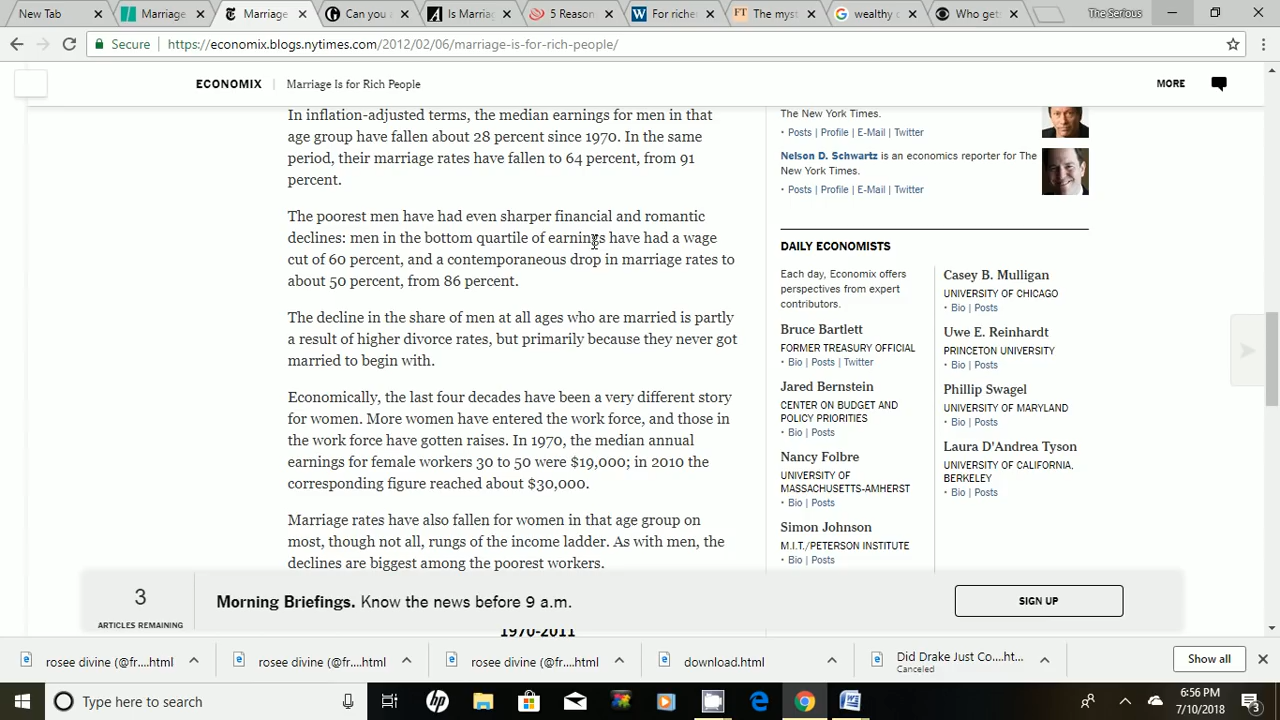 New Tab
Marriage
Marriage
Can you a
Is Marria
5 Reason
For richer
The myst
wealthy c
Who gets
The Serious
Secure
https://economix.blogs.nytimes.com/2012/02/06/marriage-is-for-rich-people/
ECONOMIX
Marriage Is for Rich People
MORE
In inflation-adjusted terms, the median earnings for men in that
age group have fallen about 28 percent since 1970. In the same
period, their marriage rates have fallen to 64 percent, from 91
percent.
The poorest men have had even sharper financial and romantic
declines: men in the bottom quartile of earnings have had a wage
cut of 60 percent, and a contemporaneous drop in marriage rates to
about 50 percent, from 86 percent.
The decline in the share of men at all ages who are married is partly
a result of higher divorce rates, but primarily because they never got
married to begin with.
Economically, the last four decades have been a very different story
for women. More women have entered the work force, and those in
the work force have gotten raises. In 1970, the median annual
earnings for female workers 30 to 50 were $19,000; in 2010 the
corresponding figure reached about $30,000.
Marriage rates have also fallen for women in that age group on
most, though not all, rungs of the income ladder. As with men, the
declines are biggest among the poorest workers.
1970-2011
The New York Times.
• Posts | Profile | E-Mail | Twitter
Nelson D. Schwartz is an economics reporter for The
New York Times.
• Posts | Profile | E-Mail | Twitter
DAILY ECONOMISTS
Each day, Economix offers
perspectives from expert
contributors.
Bruce Bartlett
FORMER TREASURY OFFICIAL
• Bio | Posts | Twitter
Jared Bernstein
CENTER ON BUDGET AND
POLICY PRIORITIES
• Bio | Posts
Nancy Folbre
UNIVERSITY OF
MASSACHUSETTS-AMHERST
• Bio | Posts
Simon Johnson
M.I.T./PETERSON INSTITUTE
• Bio | Posts
Casey B. Mulligan
UNIVERSITY OF CHICAGO
• Bio | Posts
Uwe E. Reinhardt
PRINCETON UNIVERSITY
• Bio | Posts
Phillip Swagel
UNIVERSITY OF MARYLAND
• Bio | Posts
Laura D'Andrea Tyson
UNIVERSITY OF CALIFORNIA,
BERKELEY
• Bio | Posts
3
ARTICLES REMAINING
Morning Briefings. Know the news before 9 a.m.
SIGN UP
rosee divine (@fr....html
rosee divine (@fr....html
rosee divine (@fr....html
download.html
Did Drake Just Co....ht...
Canceled
Show all
Type here to search
6:56 PM
7/10/2018
3